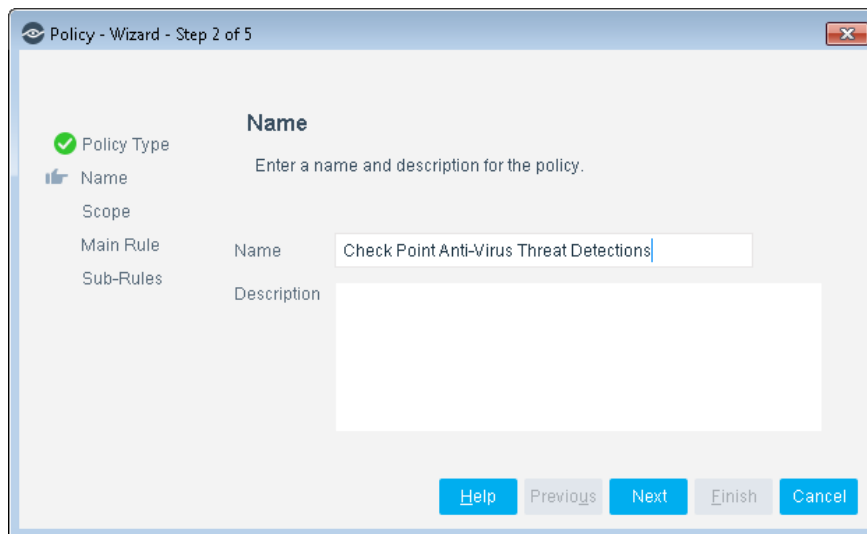 Policy - Wizard - Step 2 of 5
Policy Type
Name
Scope
Main Rule
Sub-Rules
Name
Enter a name and description for the policy.
Name
Check Point Anti-Virus Threat Detections
Description
Help
Previous
Next
Finish
Cancel